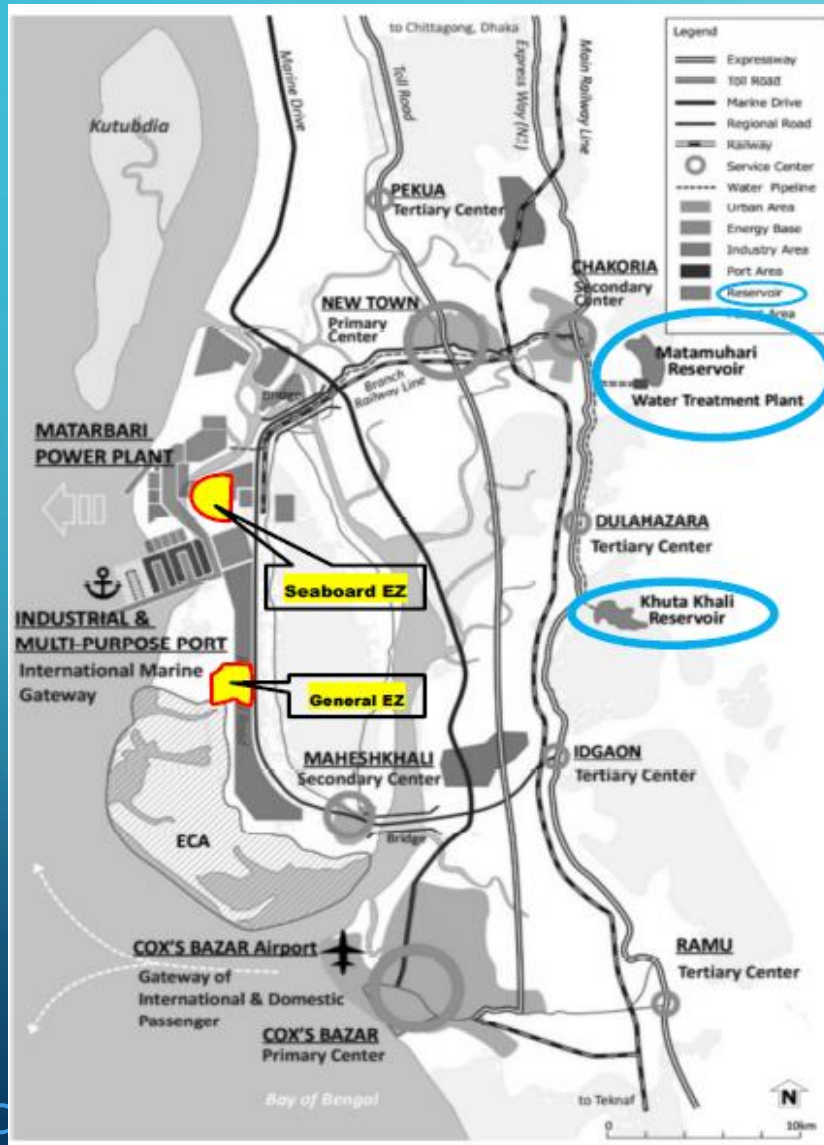 to Chittagong, Dhaka
Kutubdia
Marine Drive
Toll Road
Main Railway Line
Legend
Expressway
Toll Road
Marine Drive
Regional Road
Railway
Service Center
Water Pipeline
Urban Area
Energy Base
Industry Area
Port Area
Reservoir
Area
PEKUA
Tertiary Center
CHAKORIA
Secondary
Center
NEW TOWN
Primary
Center
Matamuhari
Reservoir
Water Treatment Plant
Branch
Railway Line
Bridge
MATARBARI
POWER PLANT
DULAHAZARA
Tertiary Center
Seaboard EZ
Khuta Khali
Reservoir
INDUSTRIAL &
MULTI-PURPOSE PORT
International Marine
Gateway
General EZ
MAHESHKHALI
Secondary Center
IDGAON
Tertiary Center
Bridge
ECA
COX'S BAZAR Airport
Gateway of
International & Domestic
Passenger
COX'S BAZAR
Primary Center
RAMU
Tertiary Center
Bay of Bengal
to Teknaf
N
0
10km